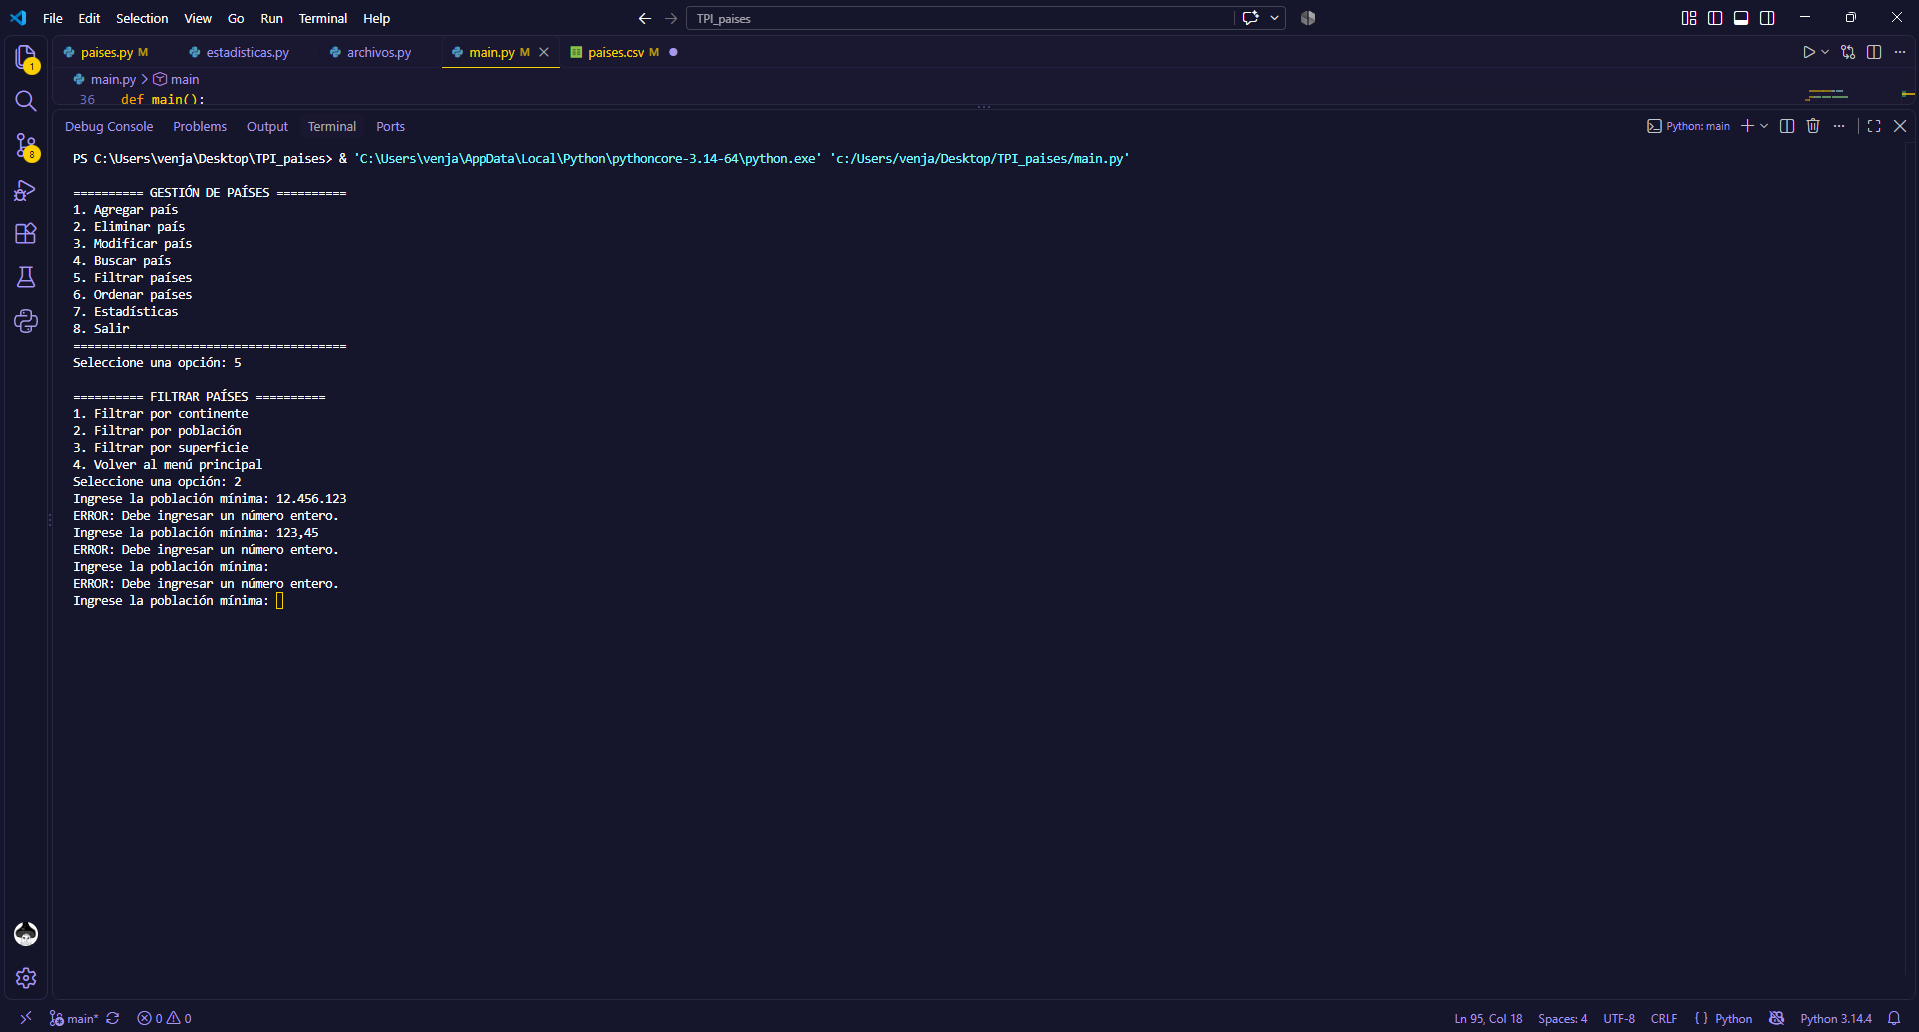 File Edit Selection View Go Run Terminal Help
TPI_paises
paises.py M estadisticas.py archivos.py main.py M paises.csv M
main.py > main
36 def main():
Debug Console Problems Output Terminal Ports
Python: main
PS C:\Users\venja\Desktop\TPI_paises> & 'C:\Users\venja\AppData\Local\Python\pythoncore-3.14-64\python.exe' 'c:/Users/venja/Desktop/TPI_paises/main.py'
========== GESTIÓN DE PAÍSES ==========
1. Agregar país
2. Eliminar país
3. Modificar país
4. Buscar país
5. Filtrar países
6. Ordenar países
7. Estadísticas
8. Salir
=======================================
Seleccione una opción: 5
========== FILTRAR PAÍSES ==========
1. Filtrar por continente
2. Filtrar por población
3. Filtrar por superficie
4. Volver al menú principal
Seleccione una opción: 2
Ingrese la población mínima: 12.456.123
ERROR: Debe ingresar un número entero.
Ingrese la población mínima: 123,45
ERROR: Debe ingresar un número entero.
Ingrese la población mínima:
ERROR: Debe ingresar un número entero.
Ingrese la población mínima:
1
8
main* 0 0
Ln 95, Col 18 Spaces: 4 UTF-8 CRLF { } Python Python 3.14.4